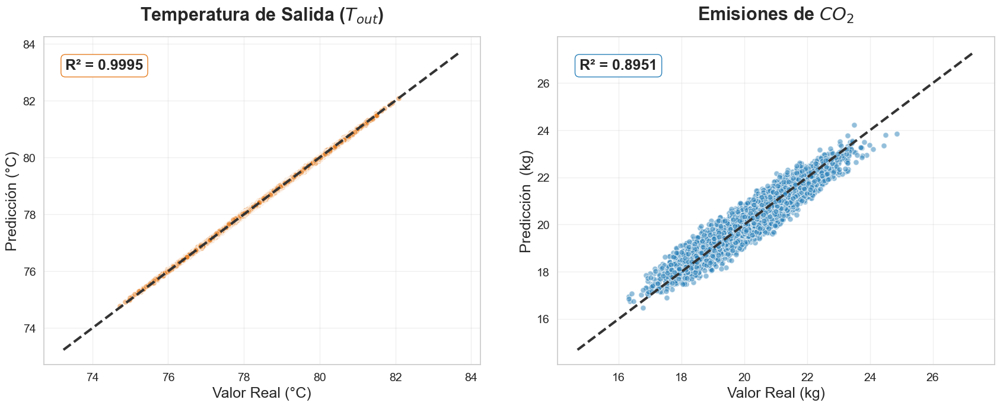 Temperatura de Salida (T_out)
R² = 0.9995
84
82
80
78
76
74
Predicción (°C)
74 76 78 80 82 84
Valor Real (°C)
Emisiones de CO₂
R² = 0.8951
26
24
22
20
18
16
Predicción  (kg)
16 18 20 22 24 26
Valor Real (kg)